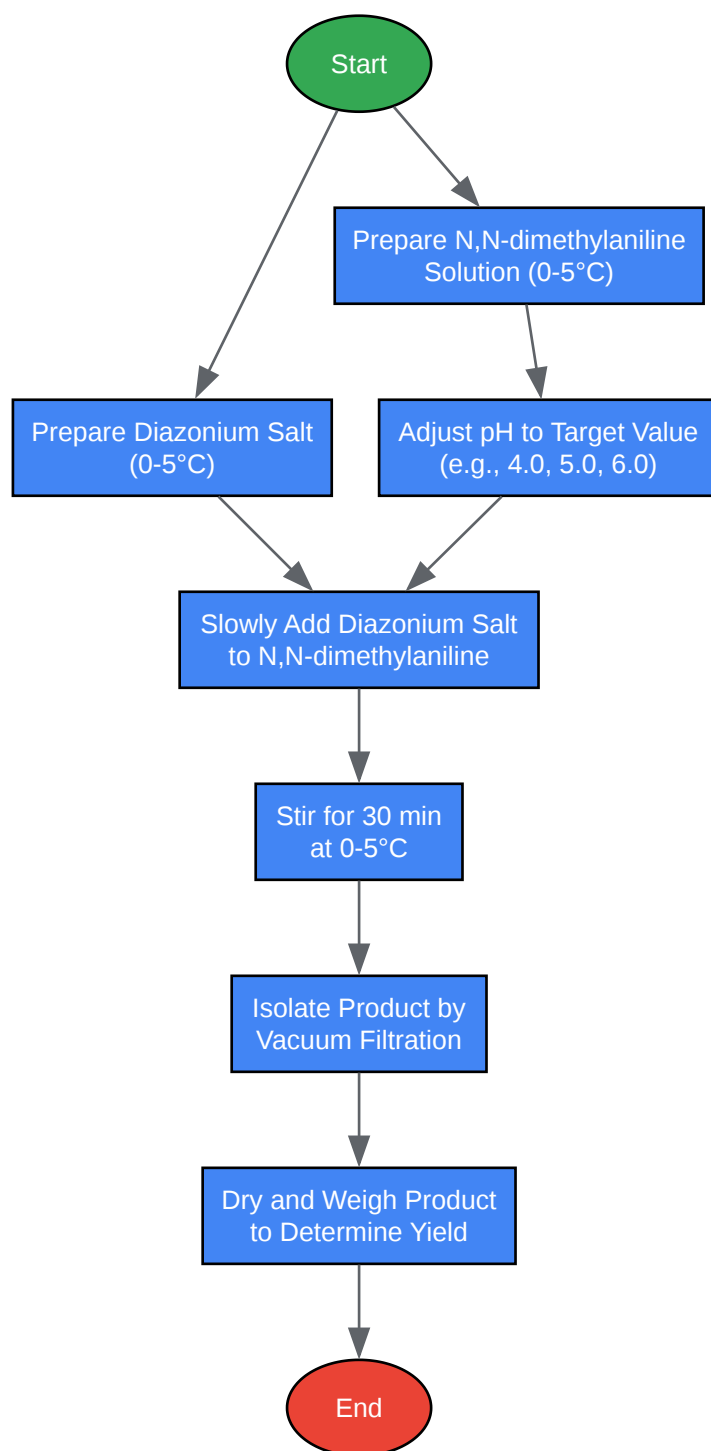 Start
Prepare N,N-dimethylaniline
Solution (0-5°C)
Prepare Diazonium Salt
(0-5°C)
Adjust pH to Target Value
(e.g., 4.0, 5.0, 6.0)
Slowly Add Diazonium Salt
to N,N-dimethylaniline
Stir for 30 min
at 0-5°C
Isolate Product by
Vacuum Filtration
Dry and Weigh Product
to Determine Yield
End